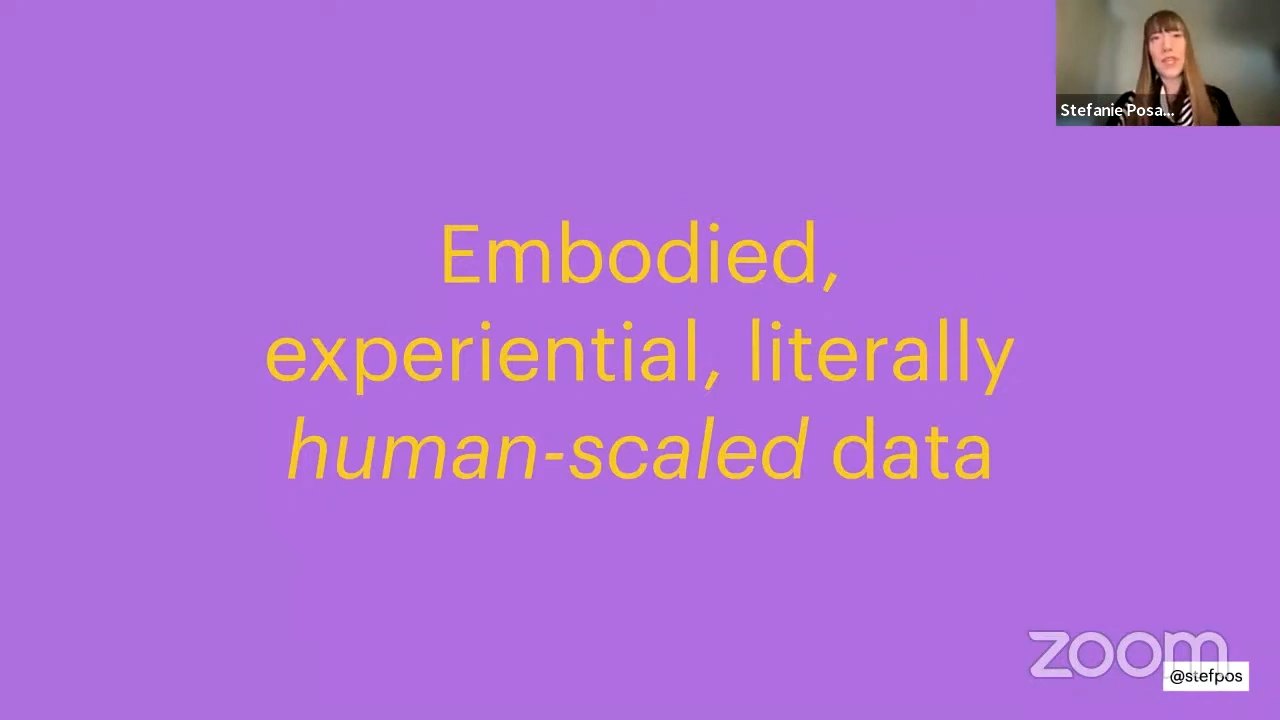 Stefanie Posa...
Embodied,
experiential, literally
human-scaled data
zoom
@stefpos